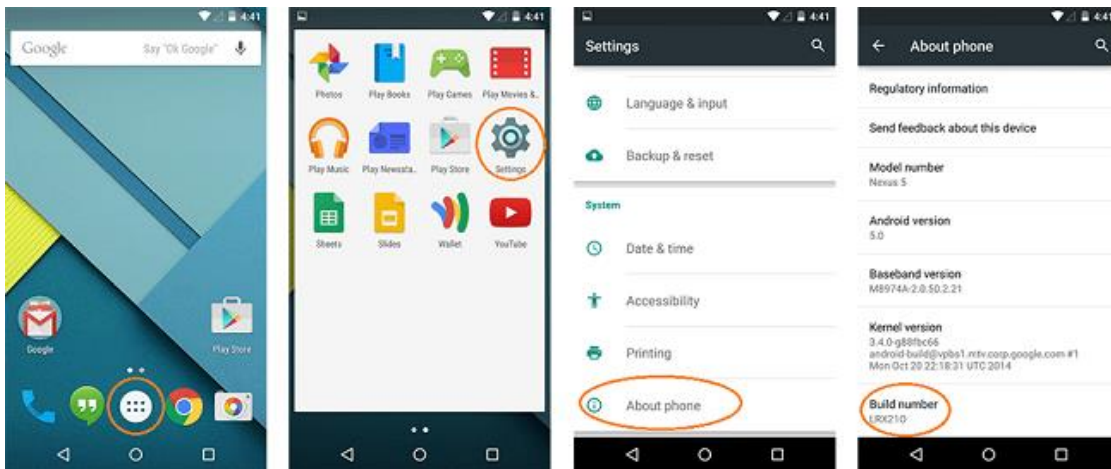 4:41
Google
Say "Ok Google"
Google
Play Store
4:41
Photos
Play Books
Play Games
Play Movies &..
Play Music
Play Newssta..
Play Store
Settings
Sheets
Slides
Wallet
YouTube
4:41
Settings
Language & input
Backup & reset
System
Date & time
Accessibility
Printing
About phone
4:41
About phone
Regulatory information
Send feedback about this device
Model number
Nexus 5
Android version
5.0
Baseband version
M8974A-2.0.50.2.21
Kernel version
3.4.0-g88fbc66
android-build@vpbs1.mtv.corp.google.com #1
Mon Oct 20 22:18:31 UTC 2014
Build number
LRX21O